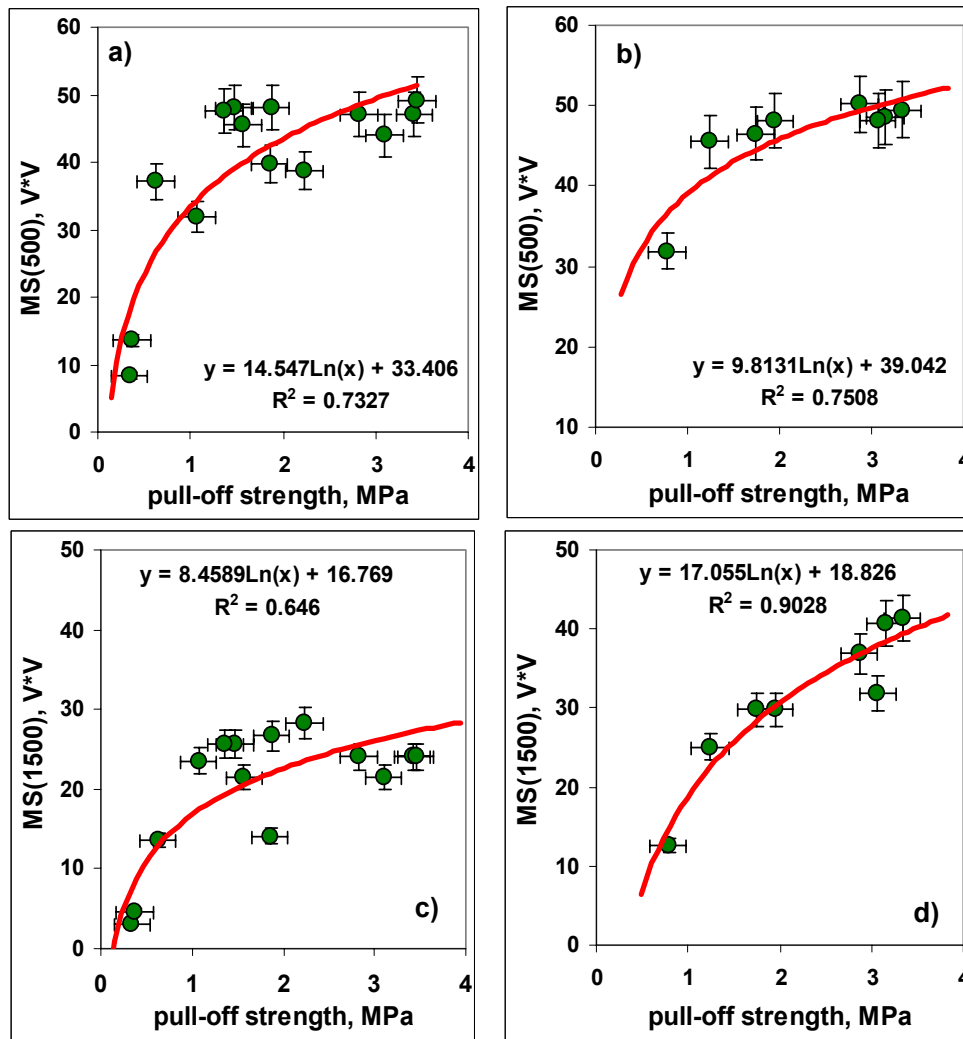 a)
MS(500), V*V
60
50
40
30
20
10
0
y = 14.547Ln(x) + 33.406
R² = 0.7327
0 1 2 3 4
pull-off strength, MPa
b)
MS(500), V*V
60
50
40
30
20
10
y = 9.8131Ln(x) + 39.042
R² = 0.7508
0 1 2 3 4
pull-off strength, MPa
y = 8.4589Ln(x) + 16.769
R² = 0.646
MS(1500), V*V
50
40
30
20
10
0
c)
0 1 2 3 4
pull-off strength, MPa
y = 17.055Ln(x) + 18.826
R² = 0.9028
MS(1500), V*V
50
40
30
20
10
0
d)
0 1 2 3 4
pull-off strength, MPa